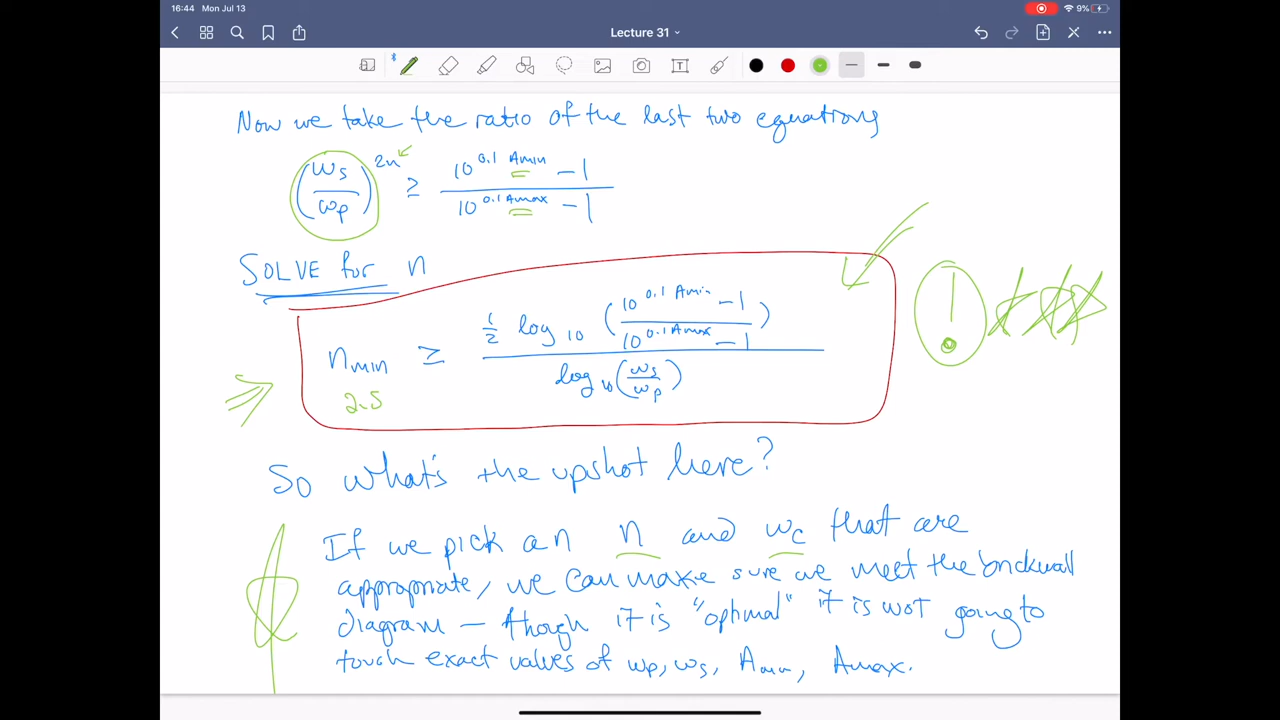 16:44 Mon Jul 13
9%
Lecture 31
T
Now we take the ratio of the last two equations
(ωs/ωp)^2n ≥ (10^0.1 Amin − 1)/(10^0.1 Amax − 1)
SOLVE for n
nmin ≥ (1/2 log10 ((10^0.1 Amin − 1)/(10^0.1 Amax − 1)))/(log10 (ωs/ωp))
!
2.5
So what's the upshot here?
If we pick an n and ωc that are
appropriate, we can make sure we meet the brickwall
diagram – though it is "optimal" it is not going to
touch exact values of ωp, ωs, Amin, Amax.